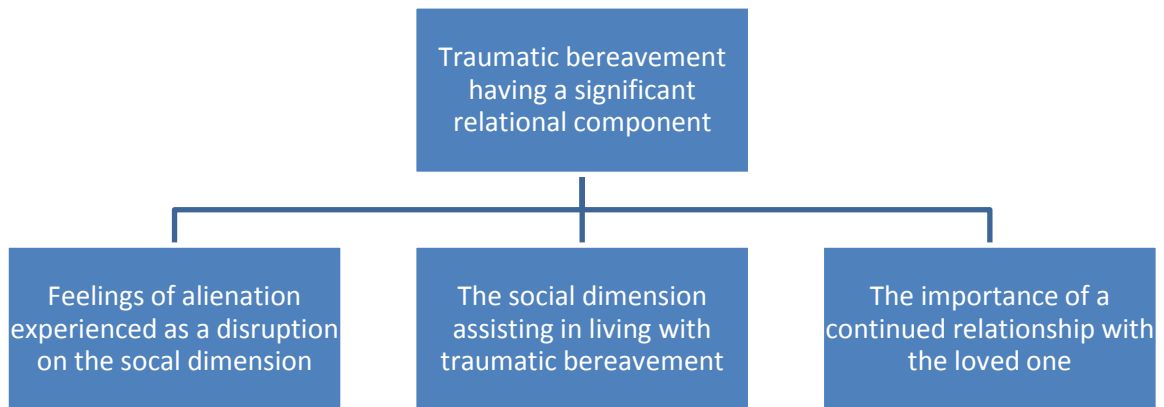 Traumatic bereavement
having a significant
relational component
Feelings of alienation
experienced as a disruption
on the socal dimension
The social dimension
assisting in living with
traumatic bereavement
The importance of a
continued relationship with
the loved one